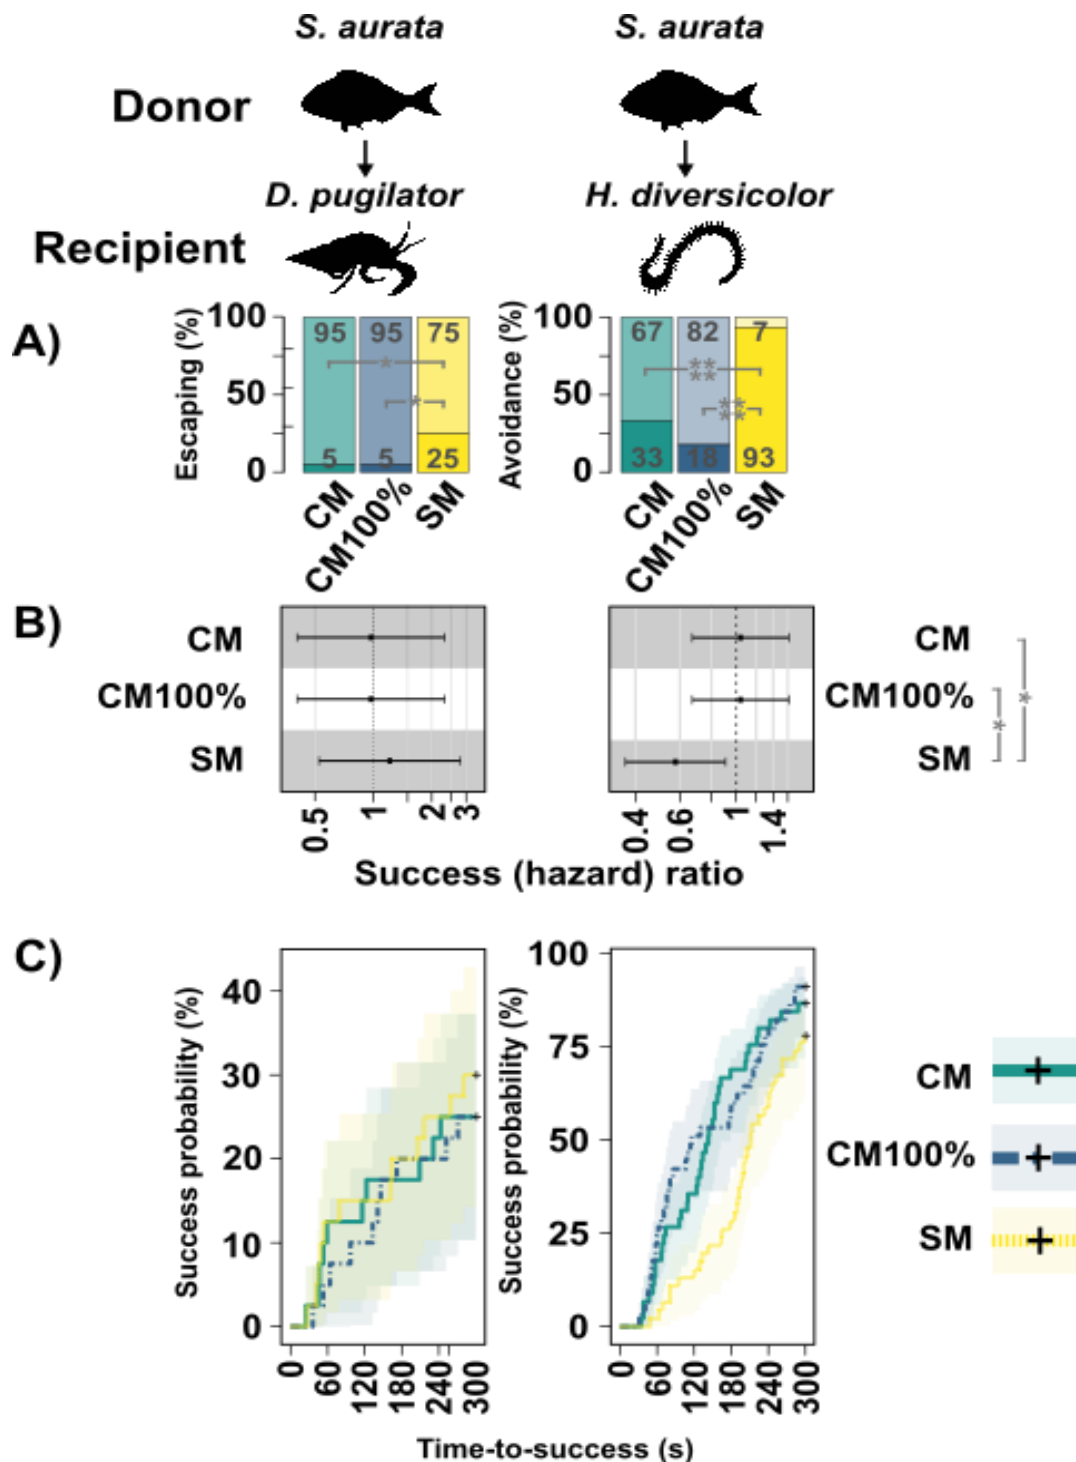 S. aurata S. aurata
Donor
D. pugilator H. diversicolor
Recipient
A)
Escaping (%)
100
50
0
95 95 75
* 
*
5 5 25
CM CM100% SM
Avoidance (%)
100
50
0
67 82 7
****
****
33 18 93
CM CM100% SM
B)
CM
CM100%
SM
0.5 1 2 3
CM
CM100%
SM
*
*
0.4 0.6 1 1.4
Success (hazard) ratio
C)
Success probability (%)
40
30
20
10
0
0 60 120 180 240 300
Success probability (%)
100
75
50
25
0
0 60 120 180 240 300
CM
CM100%
SM
Time-to-success (s)